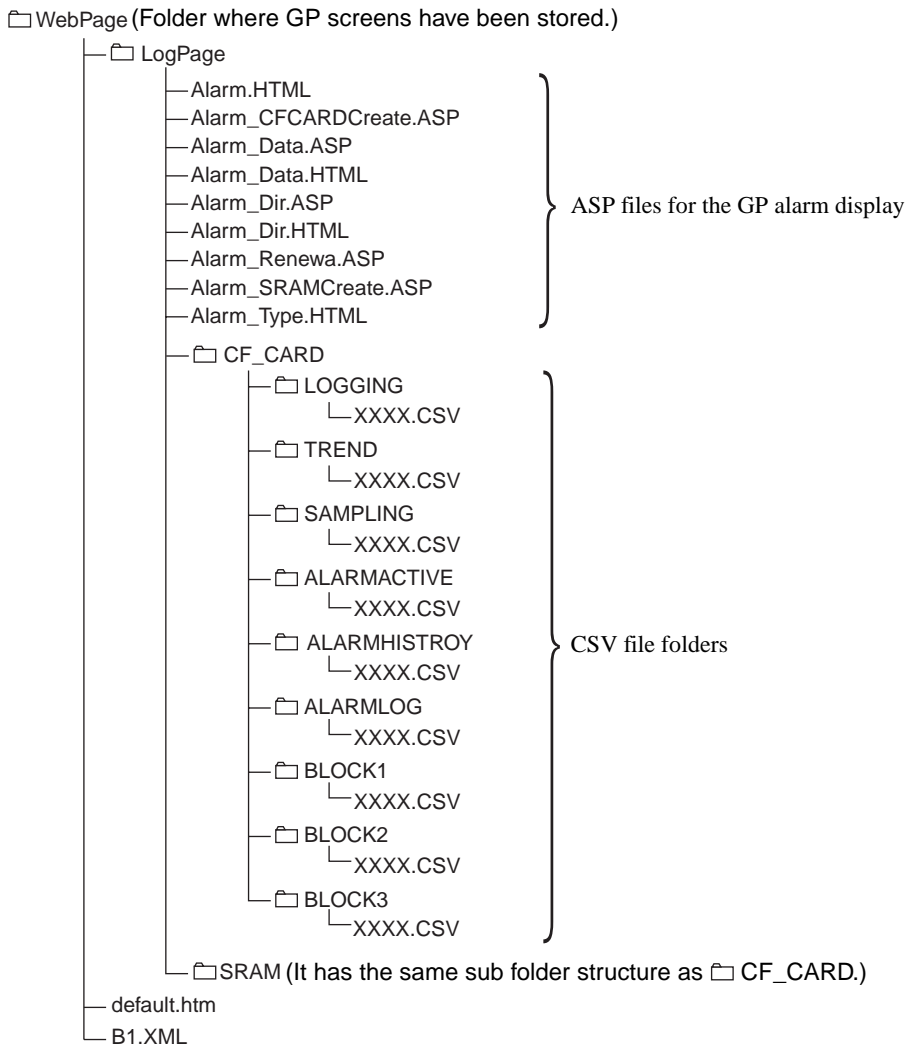 WebPage (Folder where GP screens have been stored.)
LogPage
Alarm.HTML
Alarm_CFCARDCreate.ASP
Alarm_Data.ASP
Alarm_Data.HTML
Alarm_Dir.ASP
Alarm_Dir.HTML
Alarm_Renewa.ASP
Alarm_SRAMCreate.ASP
Alarm_Type.HTML
ASP files for the GP alarm display
CF_CARD
LOGGING
XXXX.CSV
TREND
XXXX.CSV
SAMPLING
XXXX.CSV
ALARMACTIVE
XXXX.CSV
ALARMHISTROY
XXXX.CSV
CSV file folders
ALARMLOG
XXXX.CSV
BLOCK1
XXXX.CSV
BLOCK2
XXXX.CSV
BLOCK3
XXXX.CSV
SRAM (It has the same sub folder structure as CF_CARD.)
default.htm
B1.XML